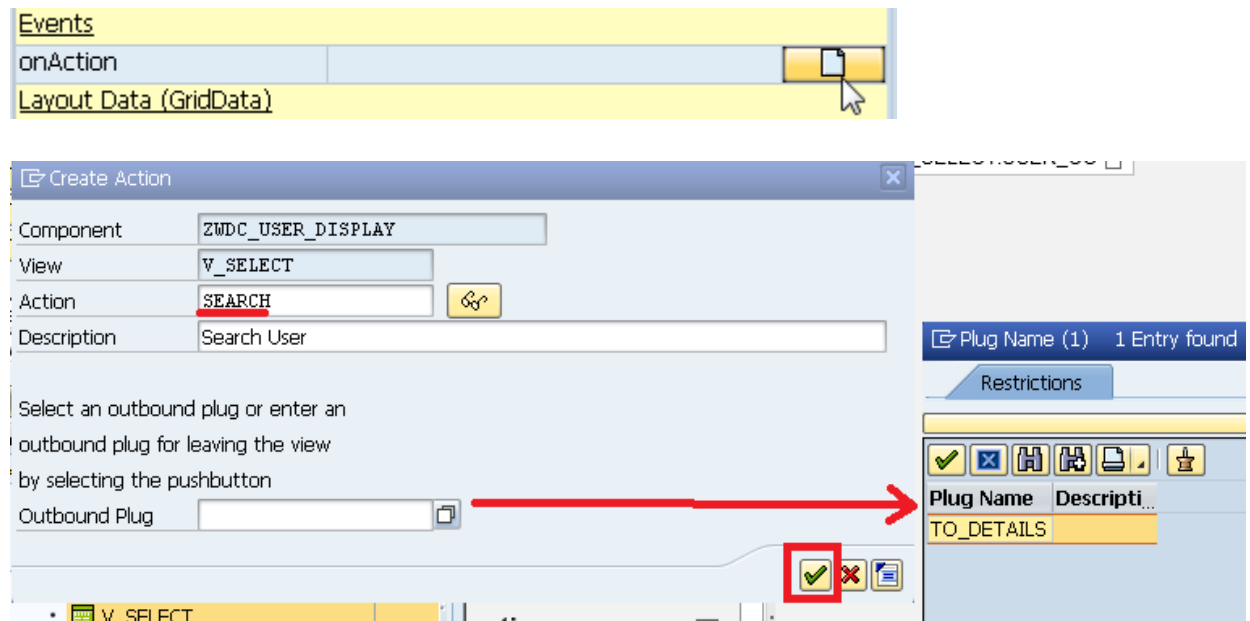 Events
onAction
Layout Data (GridData)
Create Action
Component ZWDC_USER_DISPLAY
View V_SELECT
Action SEARCH
Description Search User
Select an outbound plug or enter an
outbound plug for leaving the view
by selecting the pushbutton
Outbound Plug
Plug Name (1) 1 Entry found
Restrictions
Plug Name Descripti...
TO_DETAILS
V_SELECT